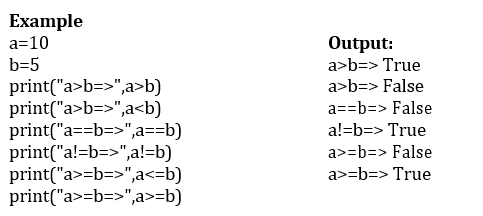 Example
a=10
b=5
print("a>b=>",a>b)
print("a>b=>",a<b)
print("a==b=>",a==b)
print("a!=b=>",a!=b)
print("a>=b=>",a<=b)
print("a>=b=>",a>=b)
Output:
a>b=> True
a>b=> False
a==b=> False
a!=b=> True
a>=b=> False
a>=b=> True